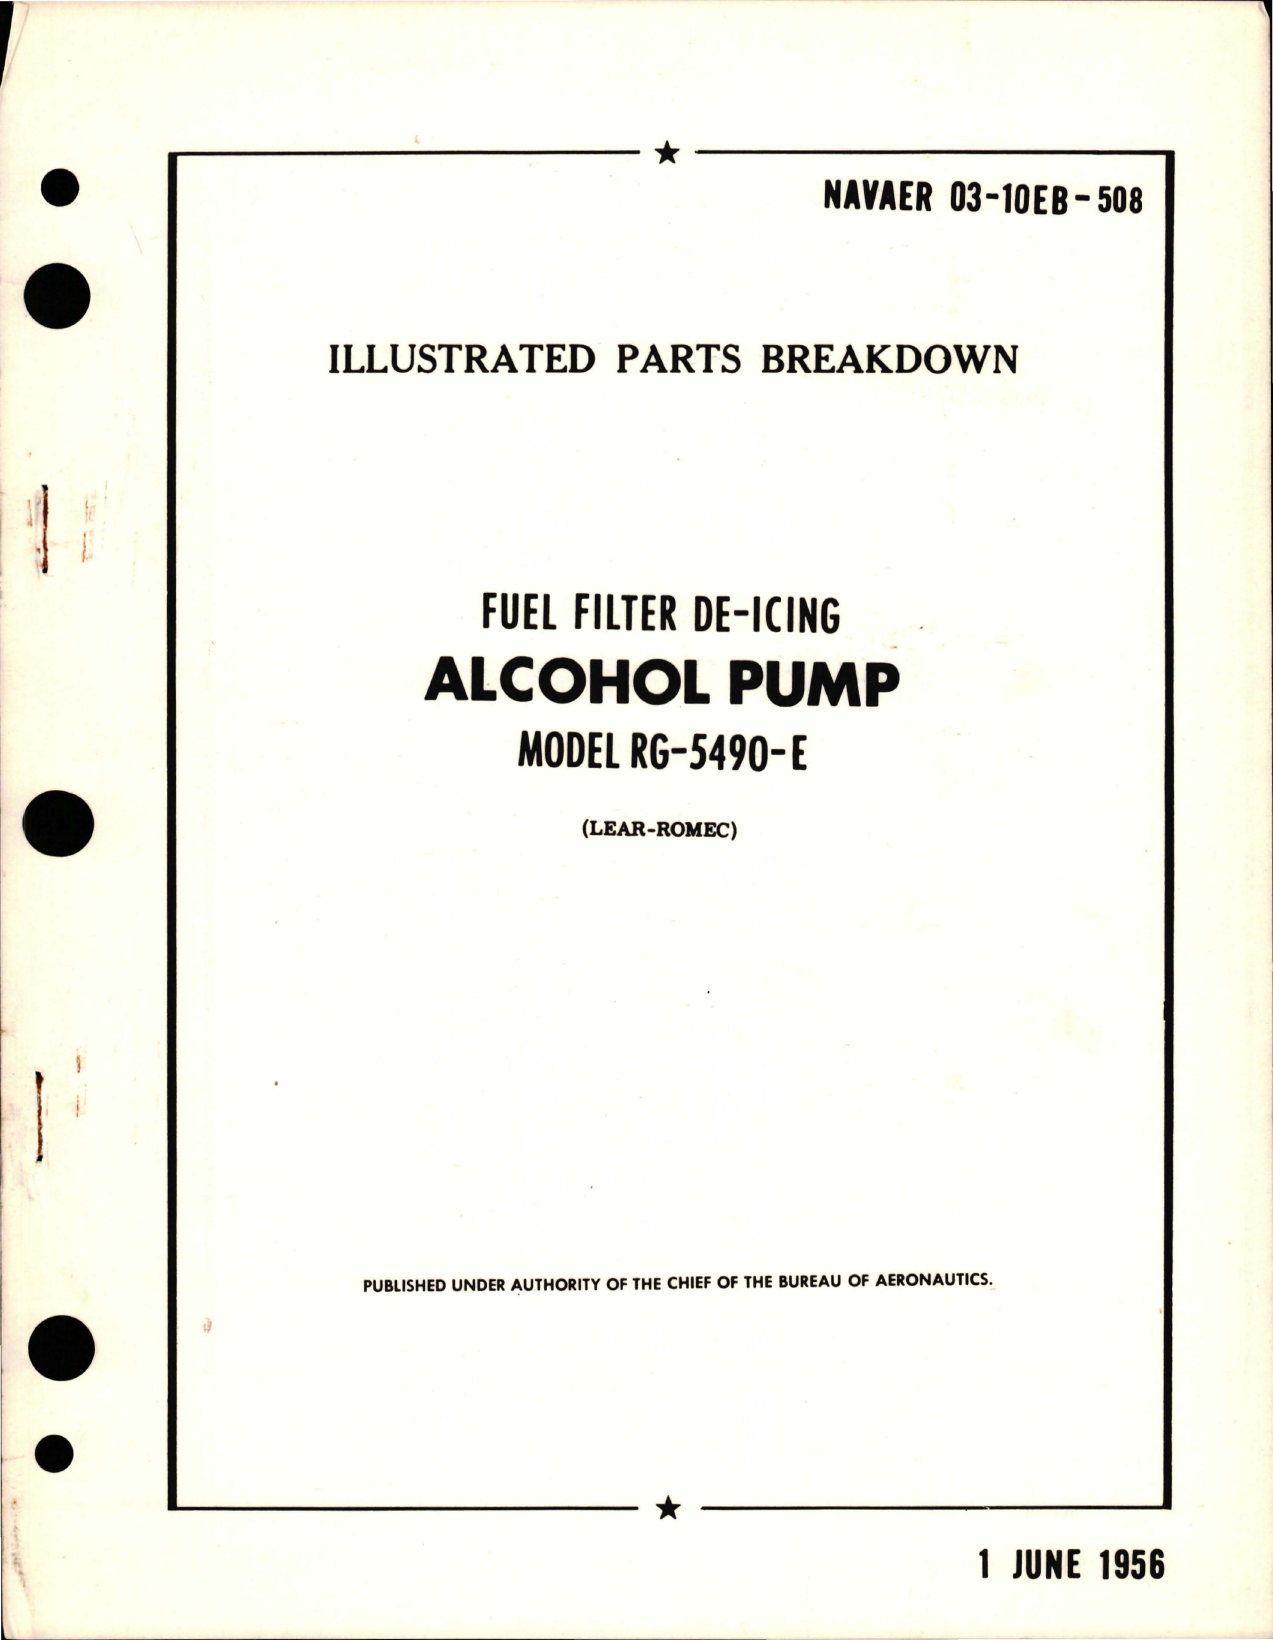 NAVAER 03-10EB-508
ILLUSTRATED PARTS BREAKDOWN
FUEL FILTER DE-ICING
ALCOHOL PUMP
MODEL RG-5490-E
(LEAR-ROMEC)
PUBLISHED UNDER AUTHORITY OF THE CHIEF OF THE BUREAU OF AERONAUTICS.
1 JUNE 1956